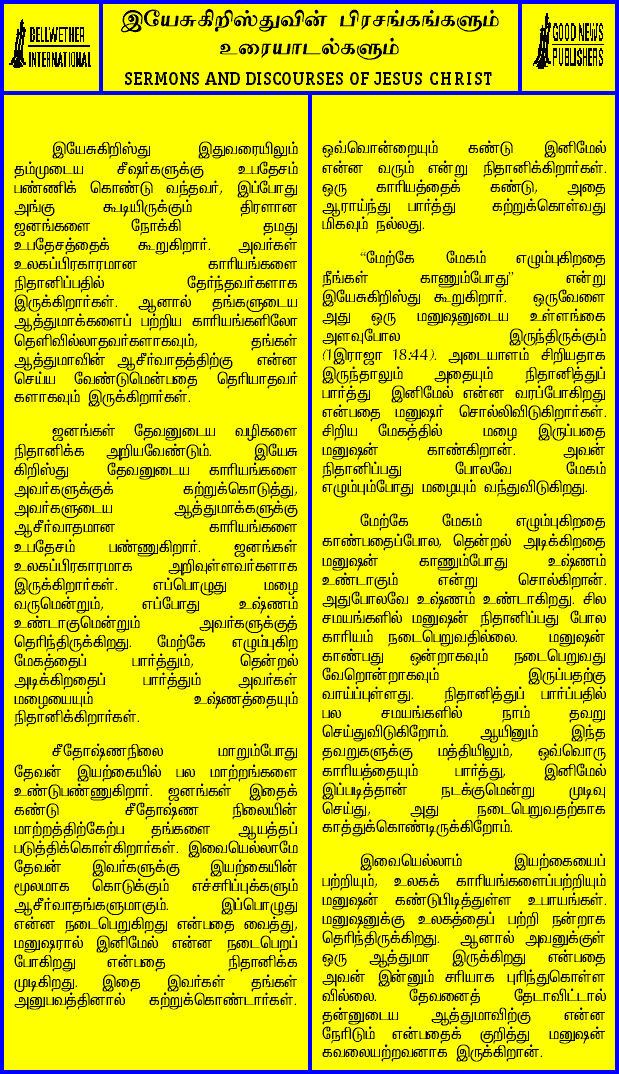 BELLWETHER
INTERNATIONAL
இயேசுகிறிஸ்துவின் பிரசங்கங்களும்
உரையாடல்களும்
SERMONS AND DISCOURSES OF JESUS CHRIST
GOOD NEWS
PUBLISHERS
இயேசுகிறிஸ்து இதுவரையிலும்
தம்முடைய சீஷர்களுக்கு உபதேசம்
பண்ணிக் கொண்டு வந்தவர், இப்போது
அங்கு கூடியிருக்கும் திரளான
ஜனங்களை நோக்கி தமது
உபதேசத்தைக் கூறுகிறார். அவர்கள்
உலகப்பிரகாரமான காரியங்களை
நிதானிப்பதில் தேர்ந்தவர்களாக
இருக்கிறார்கள். ஆனால் தங்களுடைய
ஆத்துமாக்களைப் பற்றிய காரியங்களிலோ
தெளிவில்லாதவர்களாகவும், தங்கள்
ஆத்துமாவின் ஆசீர்வாதத்திற்கு என்ன
செய்ய வேண்டுமென்பதை தெரியாதவர்
களாகவும் இருக்கிறார்கள்.
ஜனங்கள் தேவனுடைய வழிகளை
நிதானிக்க அறியவேண்டும். இயேசு
கிறிஸ்து தேவனுடைய காரியங்களை
அவர்களுக்குக் கற்றுக்கொடுத்து,
அவர்களுடைய ஆத்துமாக்களுக்கு
ஆசீர்வாதமான காரியங்களை
உபதேசம் பண்ணுகிறார். ஜனங்கள்
உலகப்பிரகாரமாக அறிவுள்ளவர்களாக
இருக்கிறார்கள். எப்பொழுது மழை
வருமென்றும், எப்போது உஷ்ணம்
உண்டாகுமென்றும் அவர்களுக்குத்
தெரிந்திருக்கிறது. மேற்கே எழும்புகிற
மேகத்தைப் பார்த்தும், தென்றல்
அடிக்கிறதைப் பார்த்தும் அவர்கள்
மழையையும் உஷ்ணத்தையும்
நிதானிக்கிறார்கள்.
சீதோஷ்ணநிலை மாறும்போது
தேவன் இயற்கையில் பல மாற்றங்களை
உண்டுபண்ணுகிறார். ஜனங்கள் இதைக்
கண்டு சீதோஷ்ண நிலையின்
மாற்றத்திற்கேற்ப தங்களை ஆயத்தப்
படுத்திக்கொள்கிறார்கள். இவையெல்லாமே
தேவன் இவர்களுக்கு இயற்கையின்
மூலமாக கொடுக்கும் எச்சரிப்புக்களும்
ஆசீர்வாதங்களுமாகும். இப்பொழுது
என்ன நடைபெறுகிறது என்பதை வைத்து,
மனுஷரால் இனிமேல் என்ன நடைபெறப்
போகிறது என்பதை நிதானிக்க
முடிகிறது. இதை இவர்கள் தங்கள்
அனுபவத்தினால் கற்றுக்கொண்டார்கள்.
ஒவ்வொன்றையும் கண்டு இனிமேல்
என்ன வரும் என்று நிதானிக்கிறார்கள்.
ஒரு காரியத்தைக் கண்டு, அதை
ஆராய்ந்து பார்த்து கற்றுக்கொள்வது
மிகவும் நல்லது.
“மேற்கே மேகம் எழும்புகிறதை
நீங்கள் காணும்போது” என்று
இயேசுகிறிஸ்து கூறுகிறார். ஒருவேளை
அது ஒரு மனுஷனுடைய உள்ளங்கை
அளவுபோல இருந்திருக்கும்
(1இராஜா 18:44). அடையாளம் சிறியதாக
இருந்தாலும் அதையும் நிதானித்துப்
பார்த்து இனிமேல் என்ன வரப்போகிறது
என்பதை மனுஷர் சொல்லிவிடுகிறார்கள்.
சிறிய மேகத்தில் மழை இருப்பதை
மனுஷன் காண்கிறான். அவன்
நிதானிப்பது போலவே மேகம்
எழும்பும்போது மழையும் வந்துவிடுகிறது.
மேற்கே மேகம் எழும்புகிறதை
காண்பதைப்போல, தென்றல் அடிக்கிறதை
மனுஷன் காணும்போது உஷ்ணம்
உண்டாகும் என்று சொல்கிறான்.
அதுபோலவே உஷ்ணம் உண்டாகிறது. சில
சமயங்களில் மனுஷன் நிதானிப்பது போல
காரியம் நடைபெறுவதில்லை. மனுஷன்
காண்பது ஒன்றாகவும் நடைபெறுவது
வேறொன்றாகவும் இருப்பதற்கு
வாய்ப்புள்ளது. நிதானித்துப் பார்ப்பதில்
பல சமயங்களில் நாம் தவறு
செய்துவிடுகிறோம். ஆயினும் இந்த
தவறுகளுக்கு மத்தியிலும், ஒவ்வொரு
காரியத்தையும் பார்த்து, இனிமேல்
இப்படித்தான் நடக்குமென்று முடிவு
செய்து, அது நடைபெறுவதற்காக
காத்துக்கொண்டிருக்கிறோம்.
இவையெல்லாம் இயற்கையைப்
பற்றியும், உலகக் காரியங்களைப்பற்றியும்
மனுஷன் கண்டுபிடித்துள்ள உபாயங்கள்.
மனுஷனுக்கு உலகத்தைப் பற்றி நன்றாக
தெரிந்திருக்கிறது. ஆனால் அவனுக்குள்
ஒரு ஆத்துமா இருக்கிறது என்பதை
அவன் இன்னும் சரியாக புரிந்துகொள்ள
வில்லை. தேவனைத் தேடாவிட்டால்
தன்னுடைய ஆத்துமாவிற்கு என்ன
நேரிடும் என்பதைக் குறித்து மனுஷன்
கவலையற்றவனாக இருக்கிறான்.